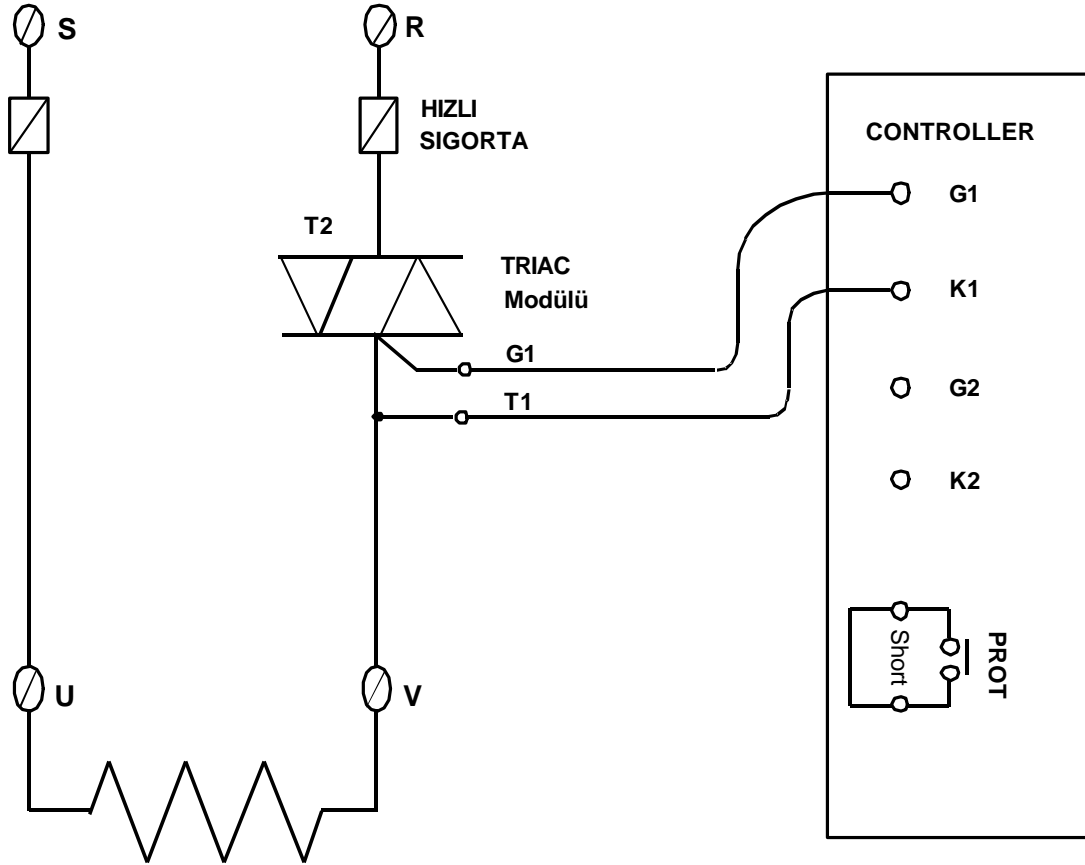 S
R
HIZLI
SIGORTA
CONTROLLER
G1
T2
TRIAC
Modülü
K1
G1
T1
G2
K2
Short
PROT
U
V